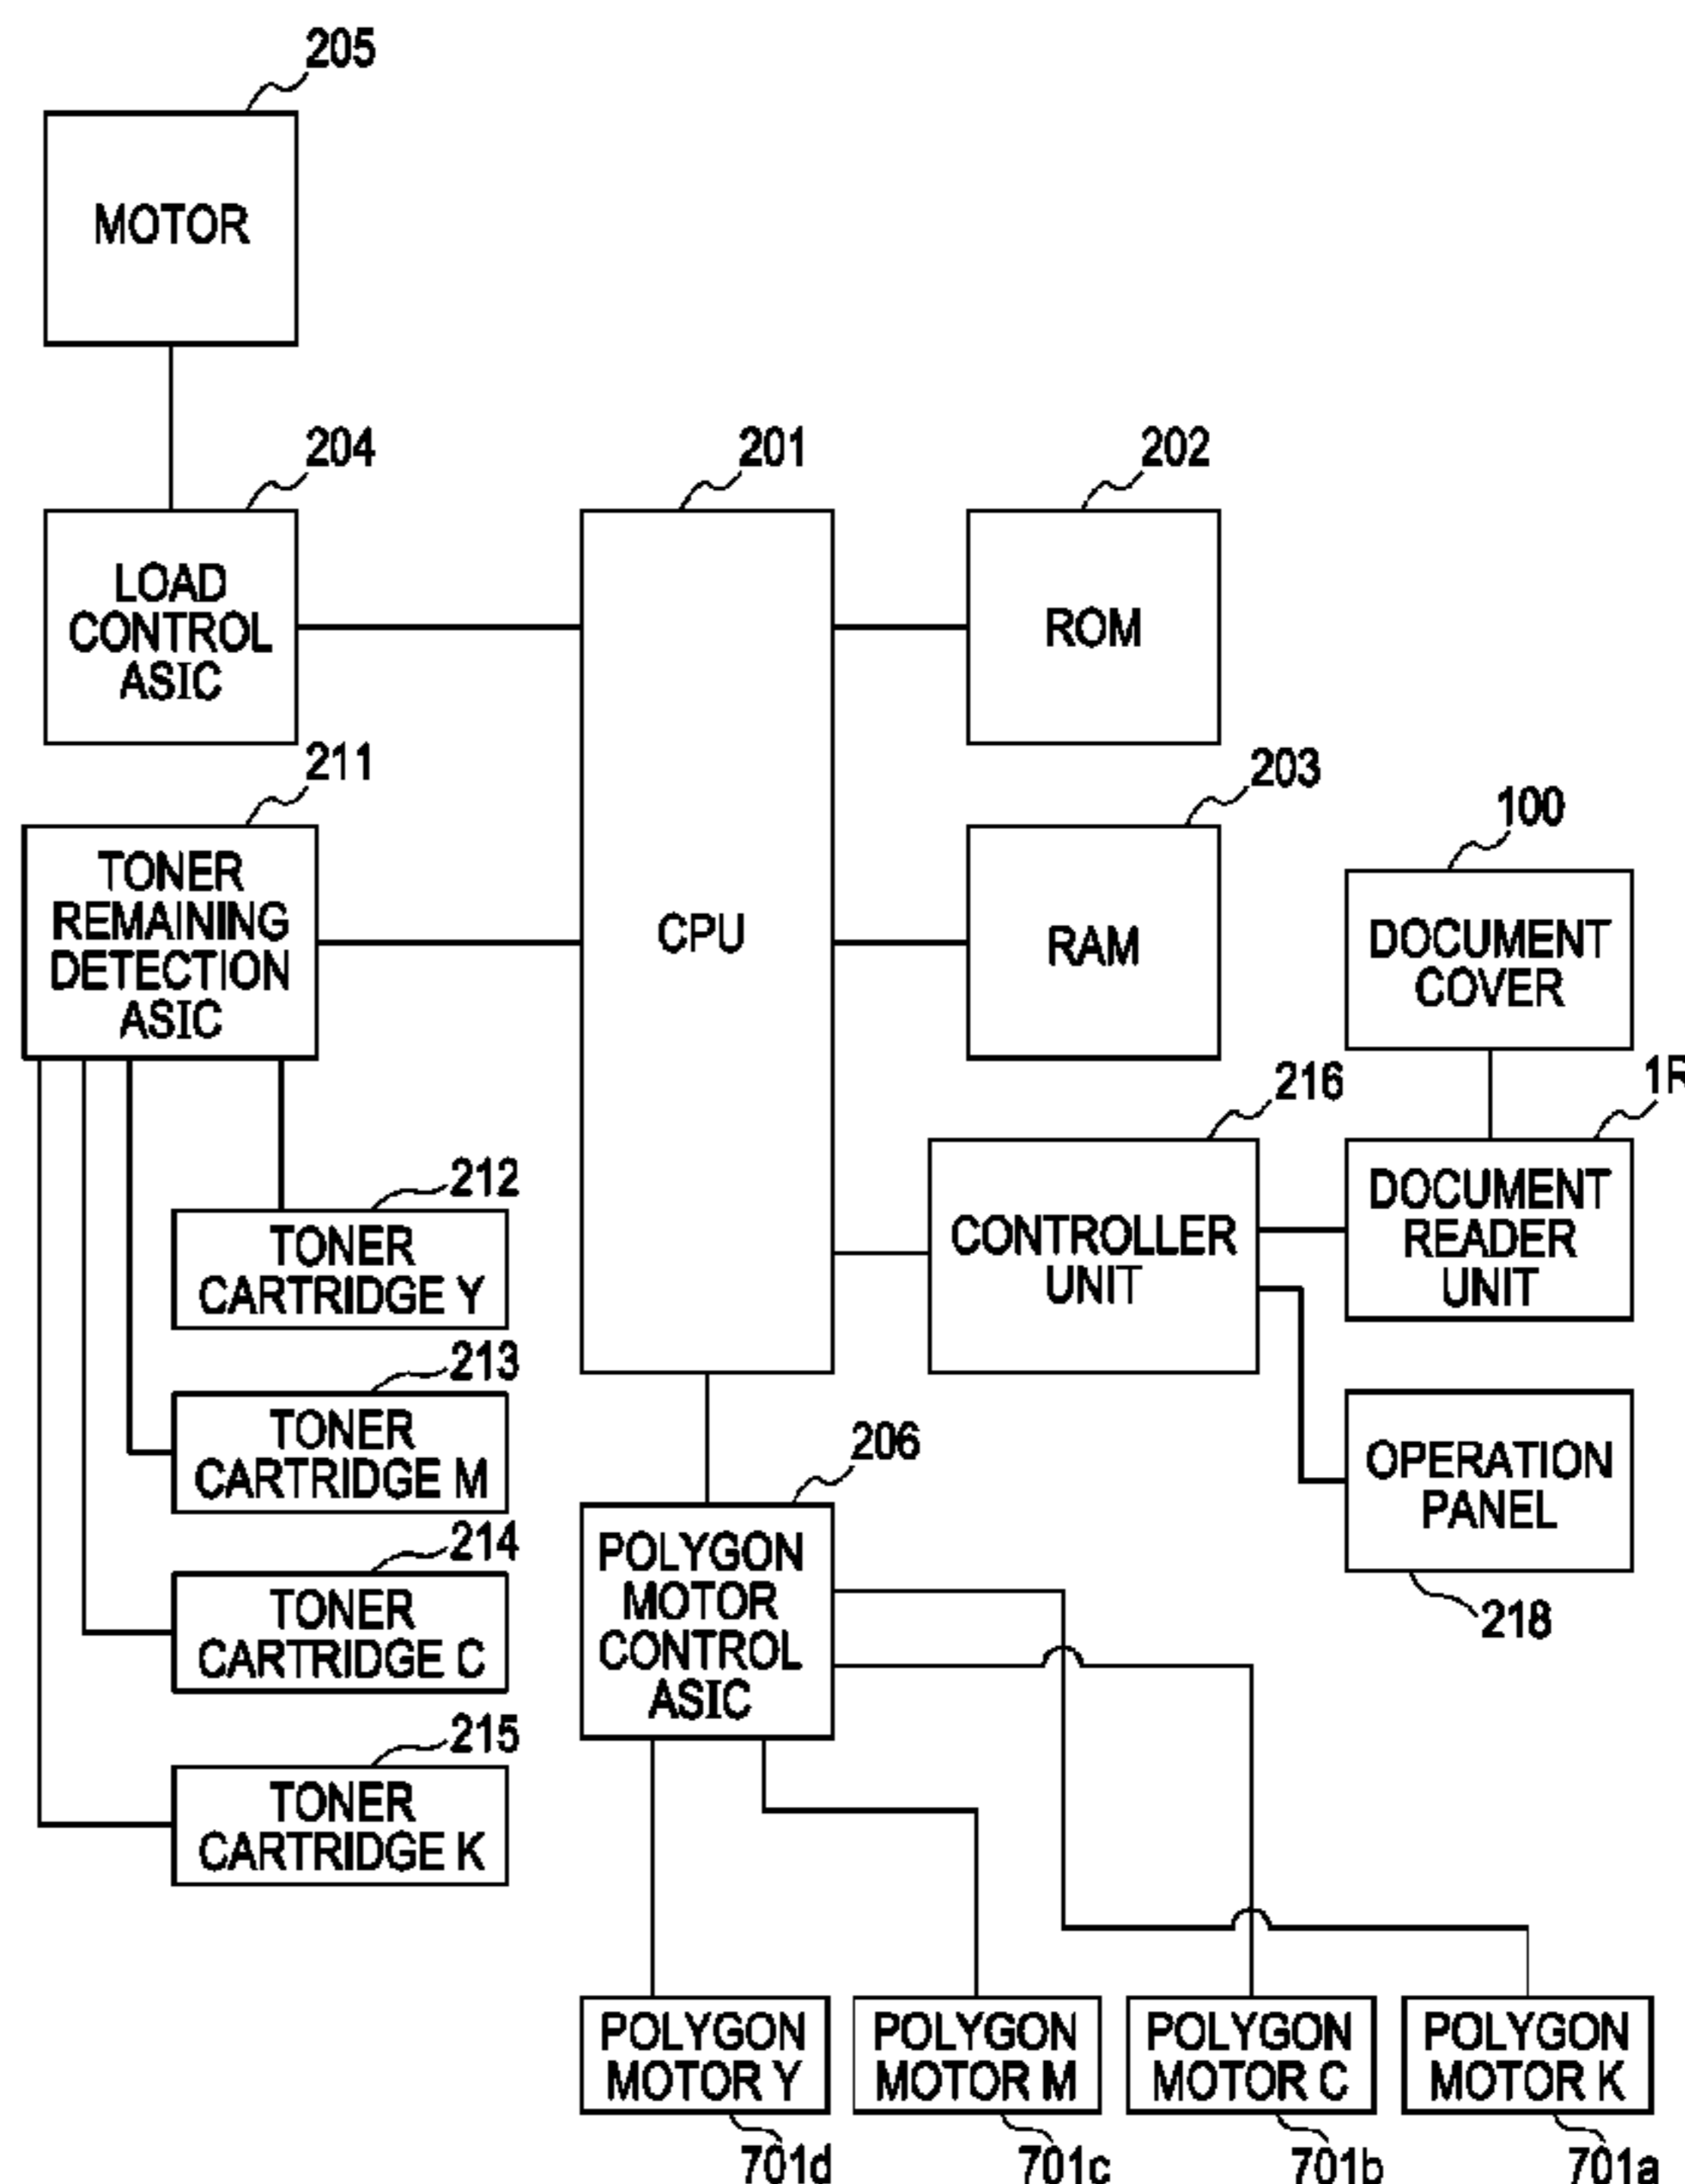 205
MOTOR
204
LOAD
CONTROL
ASIC
201
CPU
202
ROM
211
TONER
REMAINING
DETECTION
ASIC
203
RAM
100
DOCUMENT
COVER
216
CONTROLLER
UNIT
1R
DOCUMENT
READER
UNIT
212
TONER
CARTRIDGE Y
213
TONER
CARTRIDGE M
214
TONER
CARTRIDGE C
215
TONER
CARTRIDGE K
206
POLYGON
MOTOR
CONTROL
ASIC
OPERATION
PANEL
218
POLYGON
MOTOR Y
701d
POLYGON
MOTOR M
701c
POLYGON
MOTOR C
701b
POLYGON
MOTOR K
701a